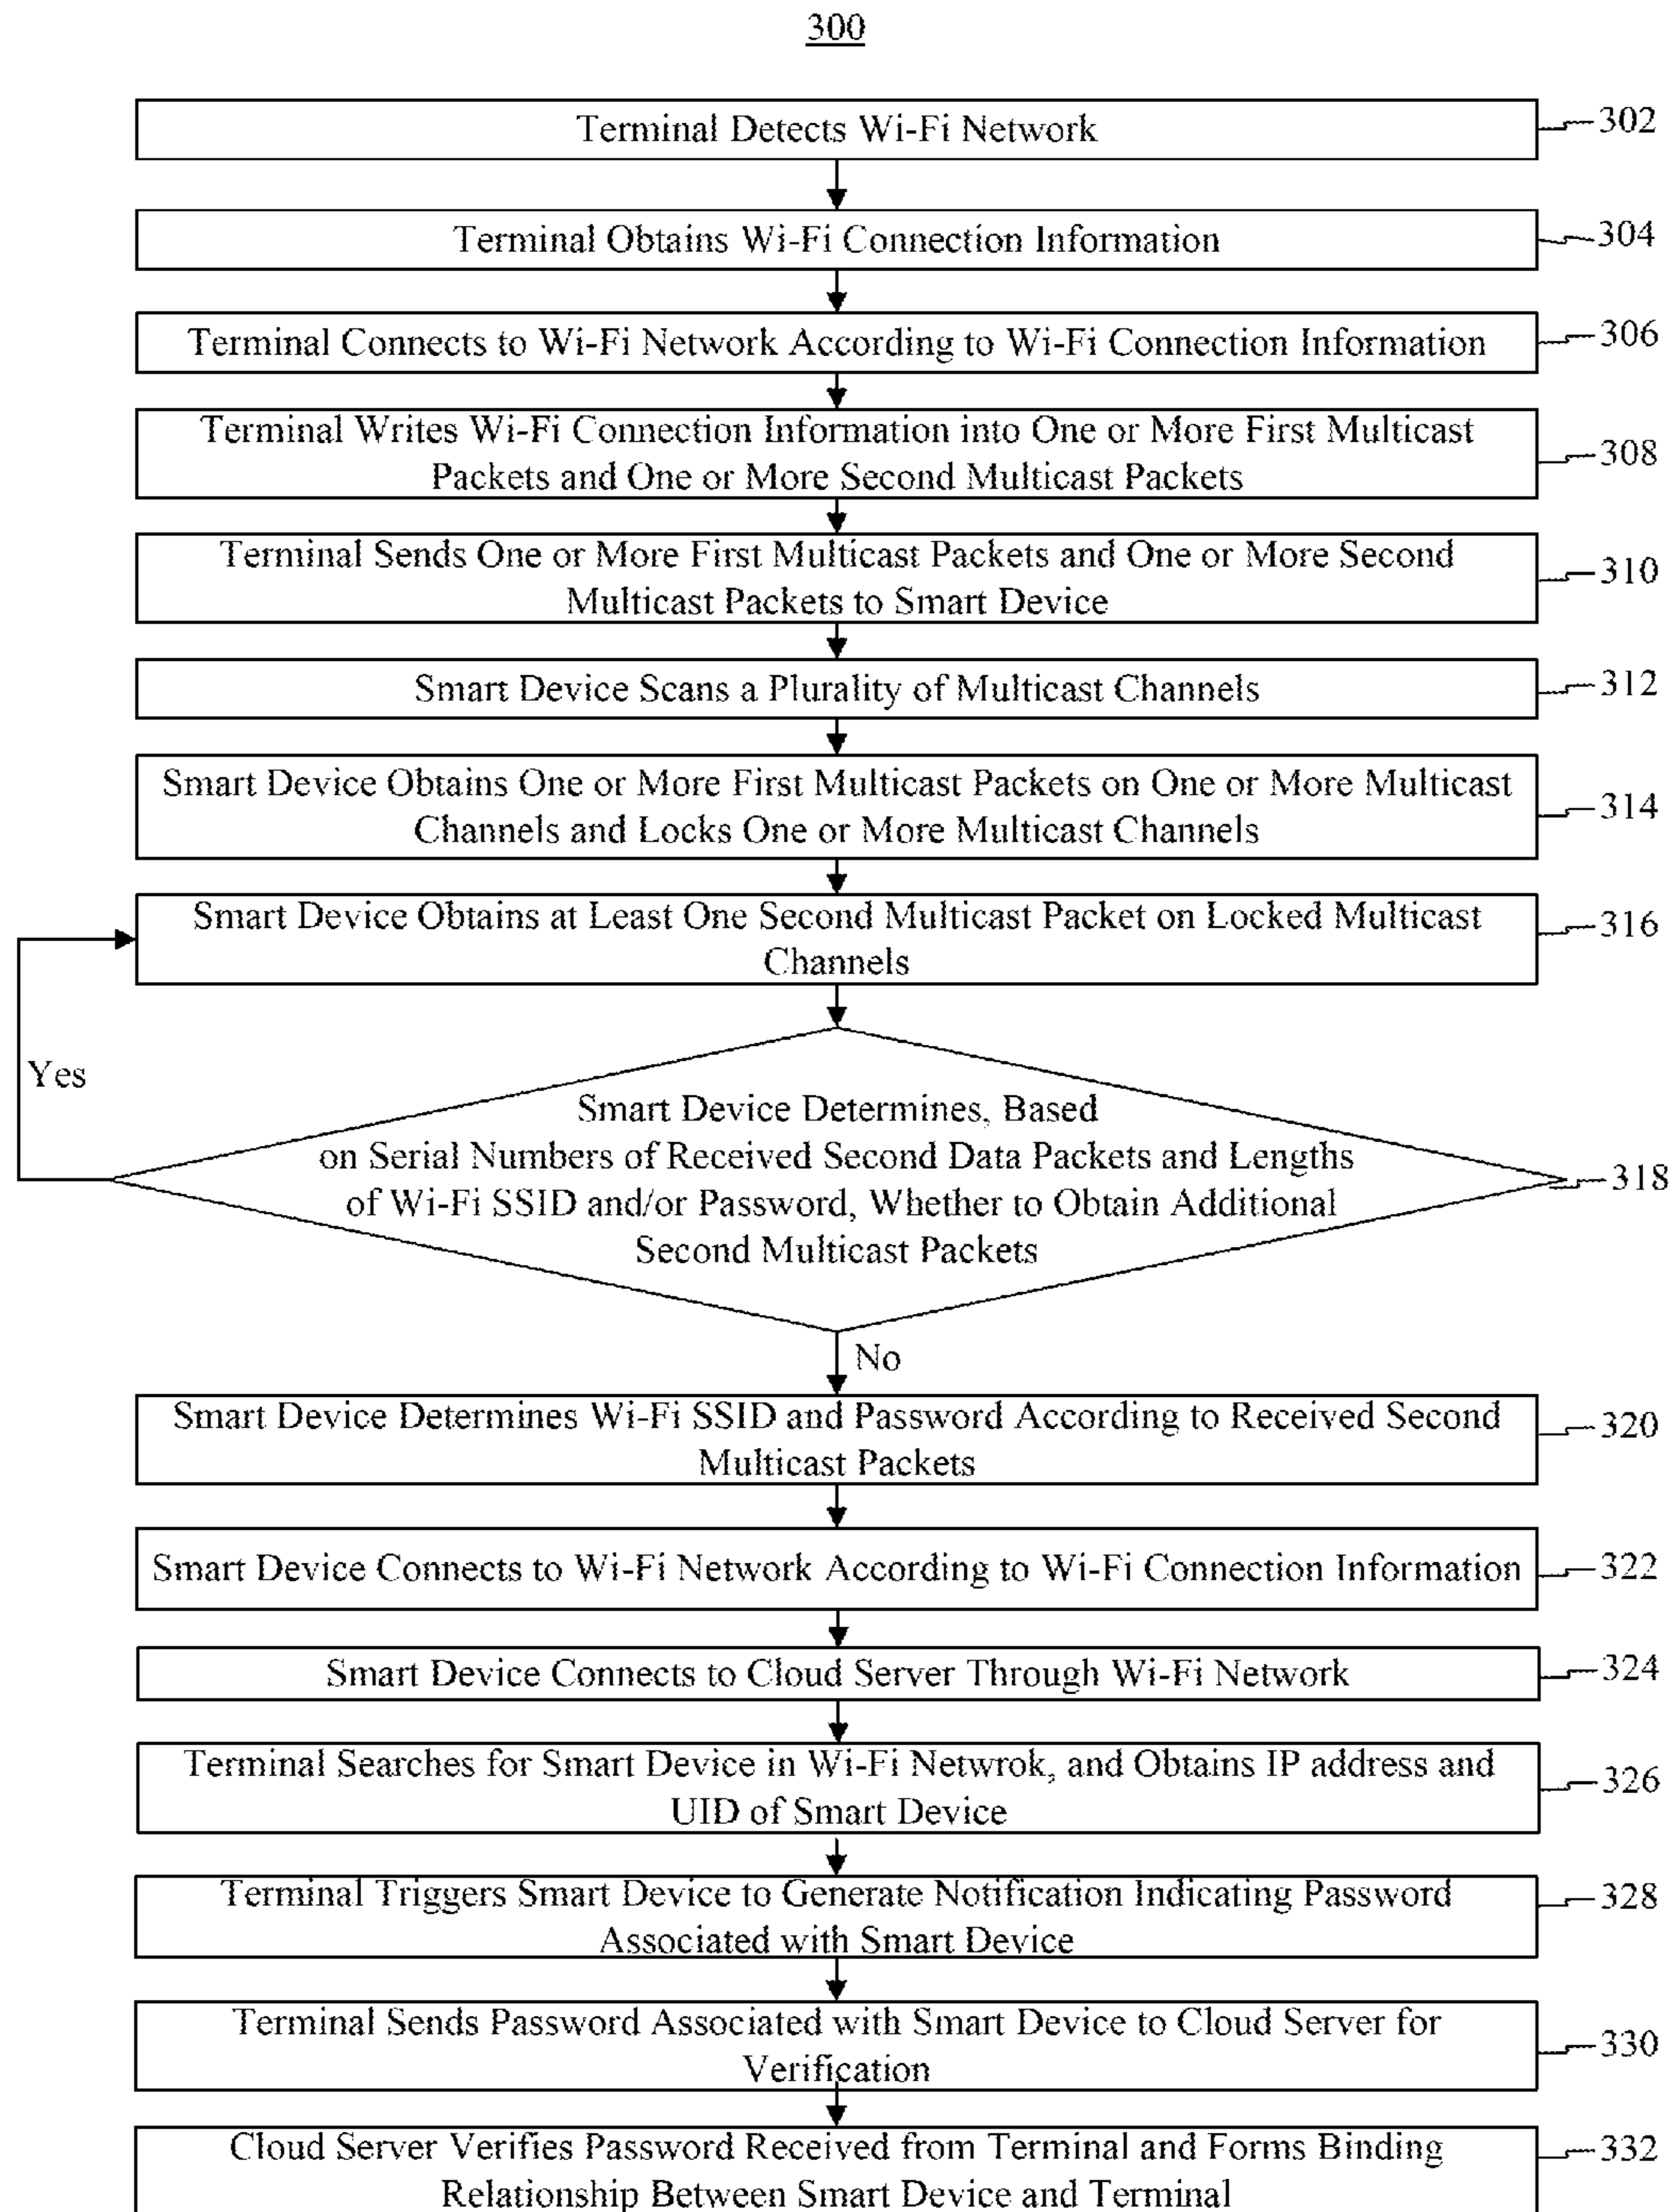 300
Terminal Detects Wi-Fi Network
302
Terminal Obtains Wi-Fi Connection Information
304
Terminal Connects to Wi-Fi Network According to Wi-Fi Connection Information
306
Terminal Writes Wi-Fi Connection Information into One or More First Multicast
Packets and One or More Second Multicast Packets
308
Terminal Sends One or More First Multicast Packets and One or More Second
Multicast Packets to Smart Device
310
Smart Device Scans a Plurality of Multicast Channels
312
Smart Device Obtains One or More First Multicast Packets on One or More Multicast
Channels and Locks One or More Multicast Channels
314
Smart Device Obtains at Least One Second Multicast Packet on Locked Multicast
Channels
316
Yes
Smart Device Determines, Based
on Serial Numbers of Received Second Data Packets and Lengths
of Wi-Fi SSID and/or Password, Whether to Obtain Additional
Second Multicast Packets
318
No
Smart Device Determines Wi-Fi SSID and Password According to Received Second
Multicast Packets
320
Smart Device Connects to Wi-Fi Network According to Wi-Fi Connection Information
322
Smart Device Connects to Cloud Server Through Wi-Fi Network
324
Terminal Searches for Smart Device in Wi-Fi Netwrok, and Obtains IP address and
UID of Smart Device
326
Terminal Triggers Smart Device to Generate Notification Indicating Password
Associated with Smart Device
328
Terminal Sends Password Associated with Smart Device to Cloud Server for
Verification
330
Cloud Server Verifies Password Received from Terminal and Forms Binding
Relationship Between Smart Device and Terminal
332